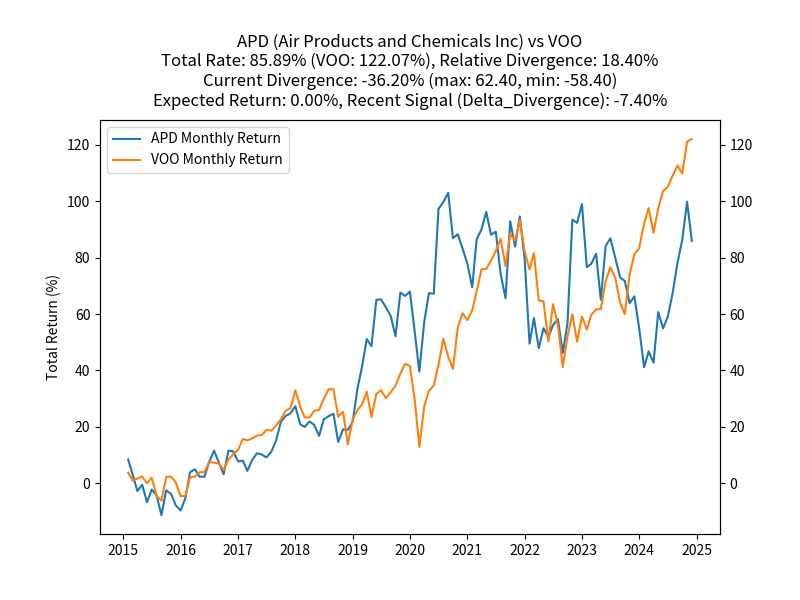 APD (Air Products and Chemicals Inc) vs VOO
Total Rate: 85.89% (VOO: 122.07%), Relative Divergence: 18.40%
Current Divergence: -36.20% (max: 62.40, min: -58.40)
Expected Return: 0.00%, Recent Signal (Delta_Divergence): -7.40%
APD Monthly Return
VOO Monthly Return
Total Return (%)
120 120
100 100
80 80
60 60
40 40
20 20
0 0
2015 2016 2017 2018 2019 2020 2021 2022 2023 2024 2025